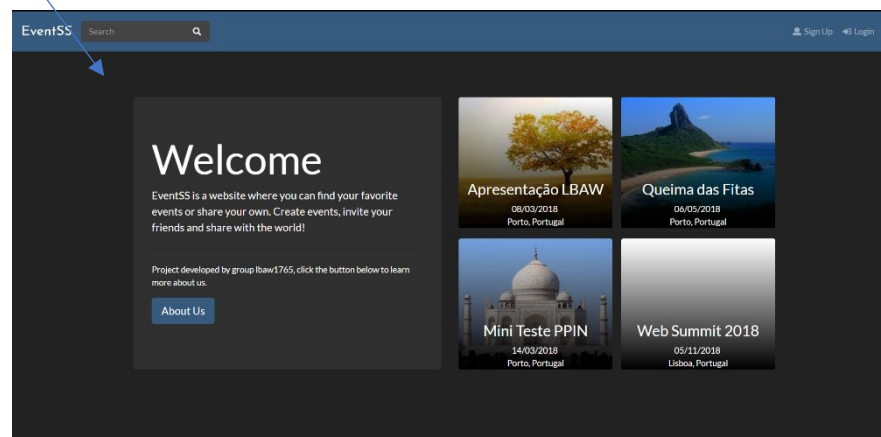 EventSS Search Sign Up Login
Welcome
EventSS is a website where you can find your favorite
events or share your own. Create events, invite your
friends and share with the world!
Project developed by group lbaw1765, click the button below to learn
more about us.
About Us
Apresentação LBAW
08/03/2018
Porto, Portugal
Queima das Fitas
06/05/2018
Porto, Portugal
Mini Teste PPIN
14/03/2018
Porto, Portugal
Web Summit 2018
05/11/2018
Lisboa, Portugal